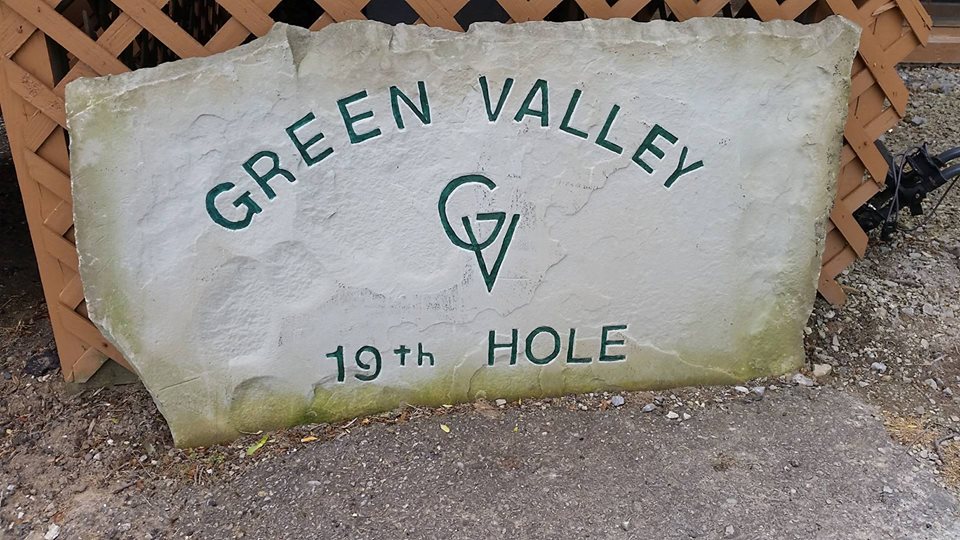 GREEN VALLEY
GV
19th HOLE